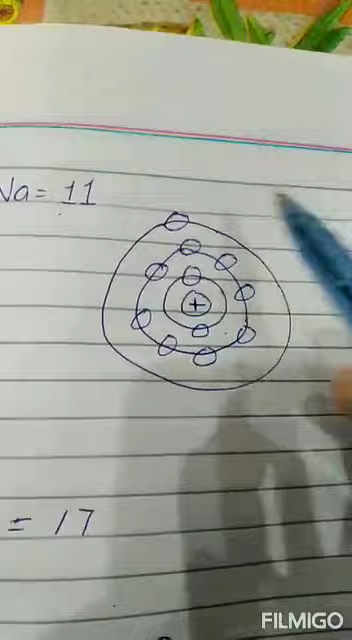 Na = 11
+
= 17
FILMIGO